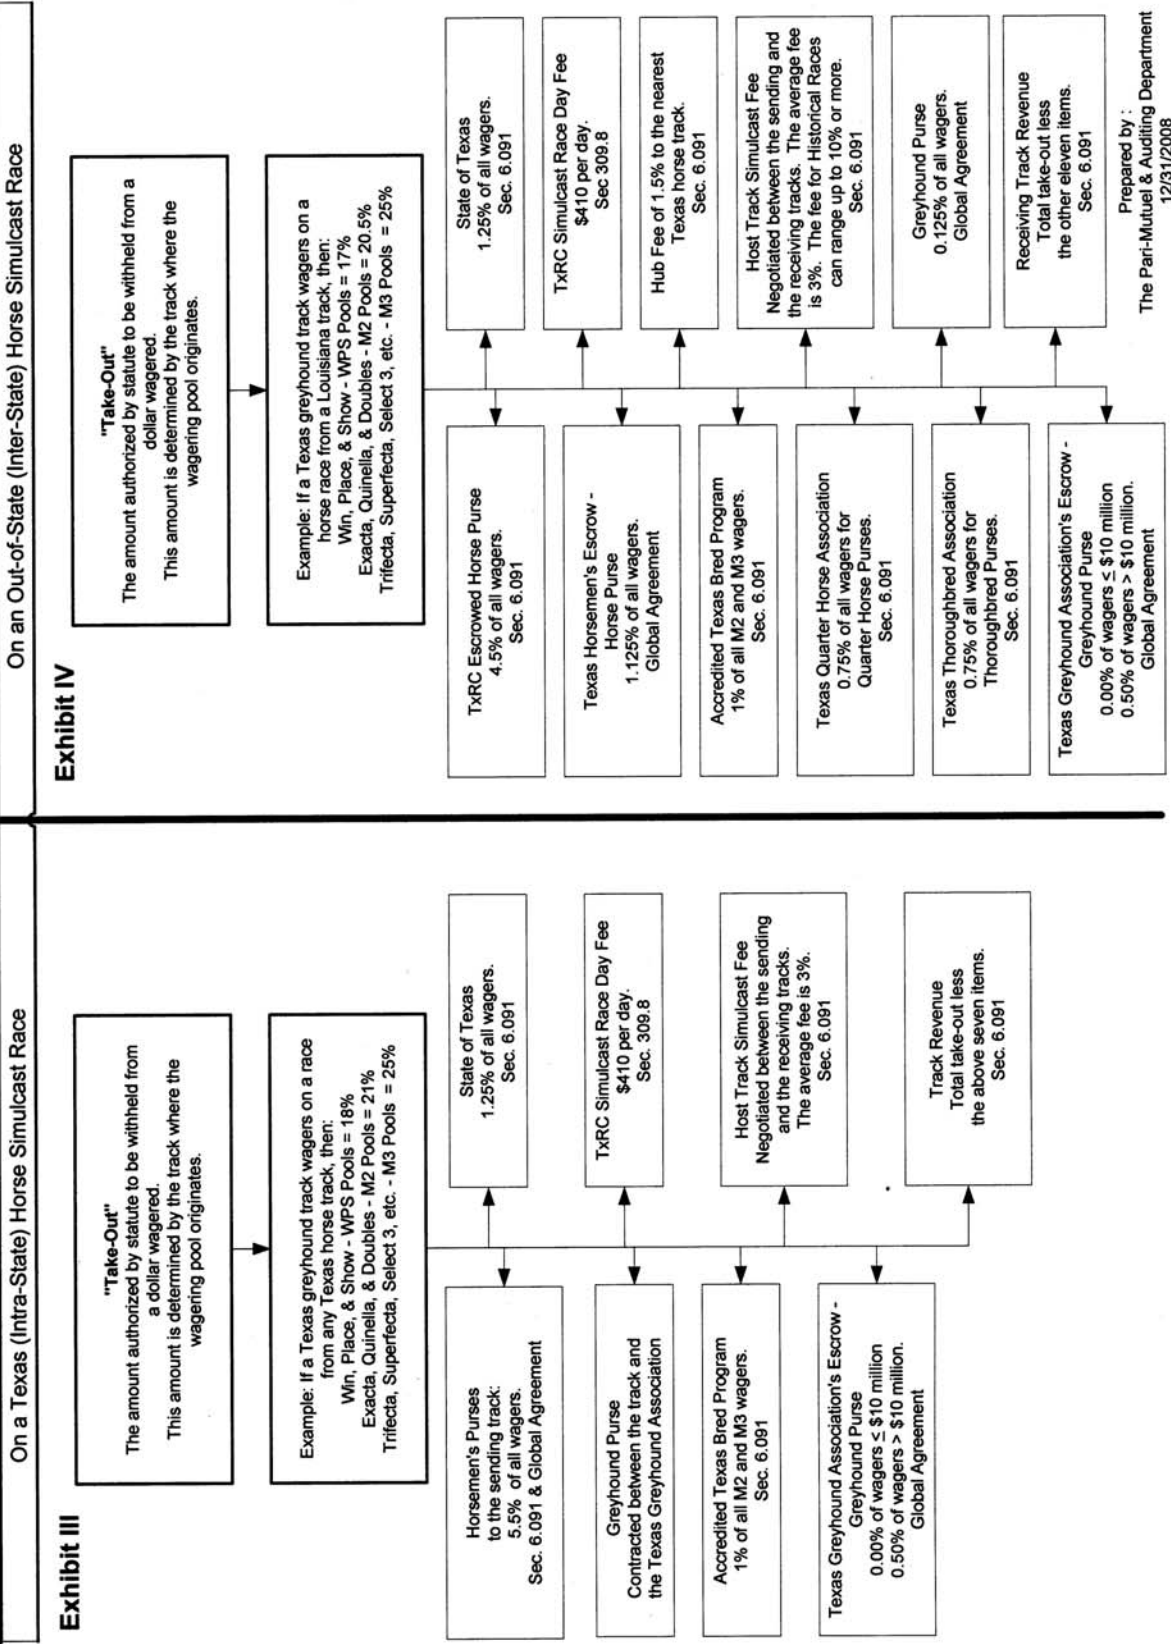 On a Texas (Intra-State) Horse Simulcast Race
Exhibit III
"Take-Out"
The amount authorized by statute to be withheld from
a dollar wagered.
This amount is determined by the track where the
wagering pool originates.
Example: If a Texas greyhound track wagers on a race
from any Texas horse track, then:
Win, Place, & Show - WPS Pools = 18%
Exacta, Quinella, & Doubles - M2 Pools = 21%
Trifecta, Superfecta, Select 3, etc. - M3 Pools = 25%
Horsemen's Purses
to the sending track:
5.5% of all wagers.
Sec. 6.091 & Global Agreement
State of Texas
1.25% of all wagers.
Sec. 6.091
Greyhound Purse
Contracted between the track and
the Texas Greyhound Association
TxRC Simulcast Race Day Fee
$410 per day.
Sec. 309.8
Accredited Texas Bred Program
1% of all M2 and M3 wagers.
Sec. 6.091
Host Track Simulcast Fee
Negotiated between the sending
and the receiving tracks.
The average fee is 3%.
Sec. 6.091
Texas Greyhound Association's Escrow -
Greyhound Purse
0.00% of wagers ≤ $10 million
0.50% of wagers > $10 million.
Global Agreement
Track Revenue
Total take-out less
the above seven items.
Sec. 6.091
On an Out-of-State (Inter-State) Horse Simulcast Race
Exhibit IV
"Take-Out"
The amount authorized by statute to be withheld from a
dollar wagered.
This amount is determined by the track where the
wagering pool originates.
Example: If a Texas greyhound track wagers on a
horse race from a Louisiana track, then:
Win, Place, & Show - WPS Pools = 17%
Exacta, Quinella, & Doubles - M2 Pools = 20.5%
Trifecta, Superfecta, Select 3, etc. - M3 Pools = 25%
TxRC Escrowed Horse Purse
4.5% of all wagers.
Sec. 6.091
State of Texas
1.25% of all wagers.
Sec. 6.091
Texas Horsemen's Escrow -
Horse Purse
1.125% of all wagers.
Global Agreement
TxRC Simulcast Race Day Fee
$410 per day.
Sec 309.8
Accredited Texas Bred Program
1% of all M2 and M3 wagers.
Sec. 6.091
Hub Fee of 1.5% to the nearest
Texas horse track.
Sec. 6.091
Texas Quarter Horse Association
0.75% of all wagers for
Quarter Horse Purses.
Sec. 6.091
Host Track Simulcast Fee
Negotiated between the sending and
the receiving tracks. The average fee
is 3%. The fee for Historical Races
can range up to 10% or more.
Sec. 6.091
Texas Thoroughbred Association
0.75% of all wagers for
Thoroughbred Purses.
Sec. 6.091
Greyhound Purse
0.125% of all wagers.
Global Agreement
Texas Greyhound Association's Escrow -
Greyhound Purse
0.00% of wagers ≤ $10 million
0.50% of wagers > $10 million.
Global Agreement
Receiving Track Revenue
Total take-out less
the other eleven items.
Sec. 6.091
Prepared by :
The Pari-Mutuel & Auditing Department
12/31/2008